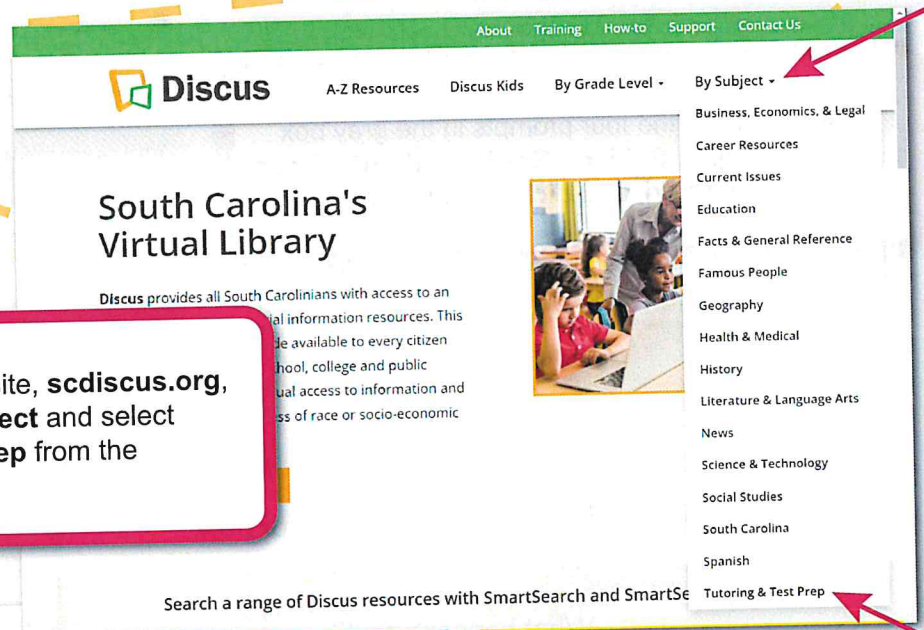 About Training How-to Support Contact Us
Discus
A-Z Resources Discus Kids By Grade Level By Subject
Business, Economics, & Legal
Career Resources
Current Issues
Education
Facts & General Reference
Famous People
Geography
Health & Medical
History
Literature & Language Arts
News
Science & Technology
Social Studies
South Carolina
Spanish
Tutoring & Test Prep
South Carolina's
Virtual Library
Discus provides all South Carolinians with access to an
ial information resources. This
de available to every citizen
hool, college and public
ual access to information and
ss of race or socio-economic
site, scdiscus.org,
ect and select
ep from the
Search a range of Discus resources with SmartSearch and SmartSe